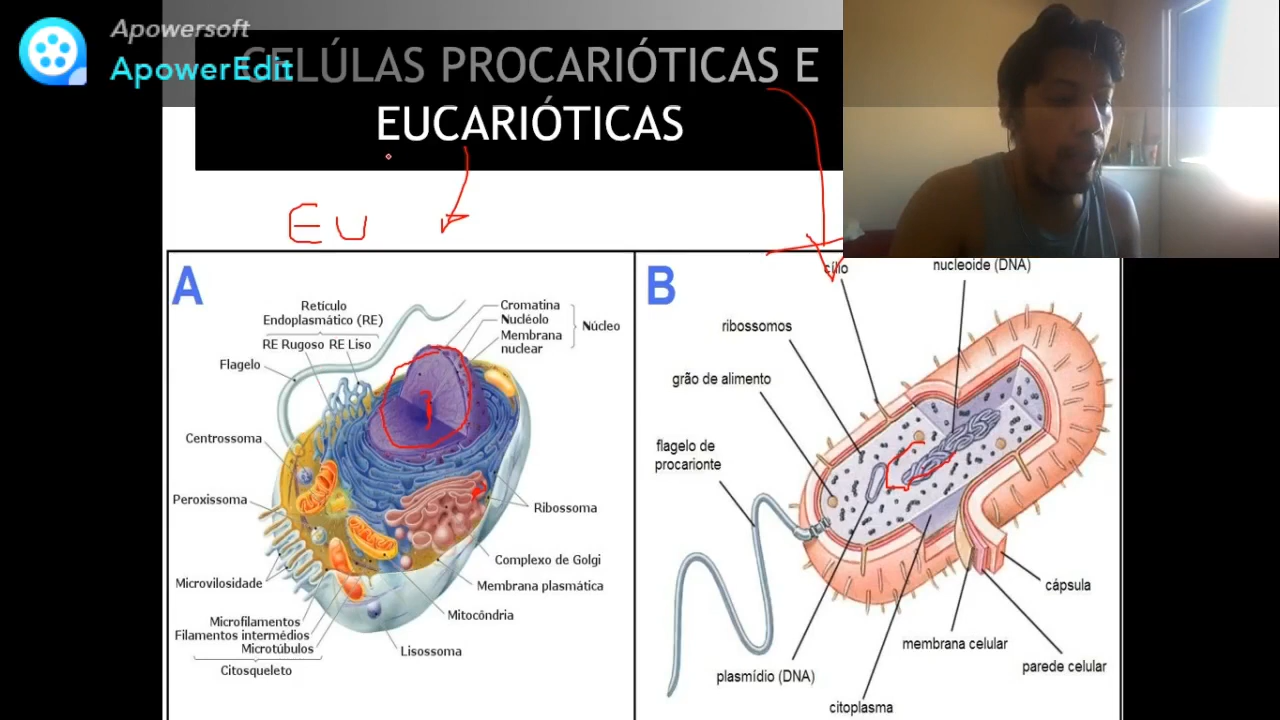 Apowersoft
ApowerEdit
CELÚLAS PROCARIÓTICAS E
EUCARIÓTICAS
EU
A
Retículo
Endoplasmático (RE)
RE Rugoso RE Liso
Flagelo
Centrossoma
Peroxissoma
Microvilosidade
Microfilamentos
Filamentos intermédios
Microtúbulos
Citosqueleto
Cromatina
Nucléolo
Membrana
nuclear
Núcleo
Ribossoma
Complexo de Golgi
Membrana plasmática
Mitocôndria
Lisossoma
B
cílio
nucleoide (DNA)
ribossomos
grão de alimento
flagelo de
procarionte
plasmídio (DNA)
citoplasma
membrana celular
parede celular
cápsula